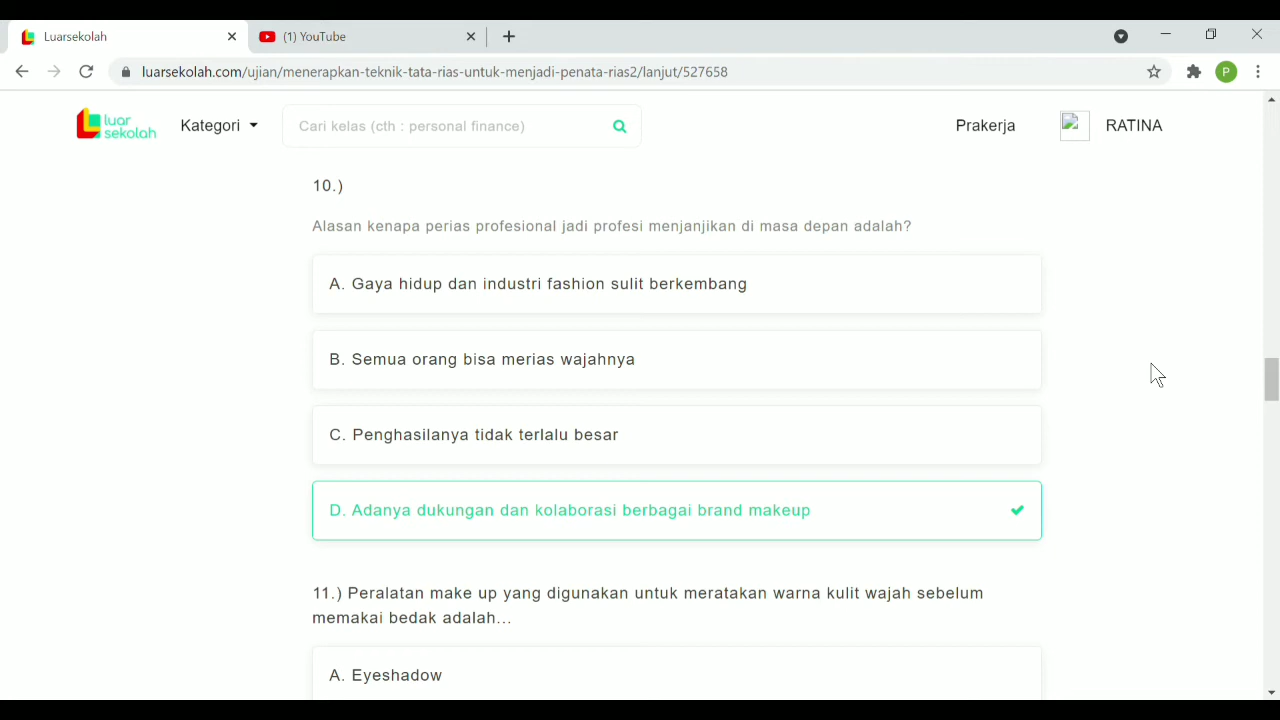 Luarsekolah
(1) YouTube
luarsekolah.com/ujian/menerapkan-teknik-tata-rias-untuk-menjadi-penata-rias2/lanjut/527658
P
luar
sekolah
Kategori
Cari kelas (cth : personal finance)
Prakerja
RATINA
10.)
Alasan kenapa perias profesional jadi profesi menjanjikan di masa depan adalah?
A. Gaya hidup dan industri fashion sulit berkembang
B. Semua orang bisa merias wajahnya
C. Penghasilanya tidak terlalu besar
D. Adanya dukungan dan kolaborasi berbagai brand makeup
11.) Peralatan make up yang digunakan untuk meratakan warna kulit wajah sebelum
memakai bedak adalah...
A. Eyeshadow